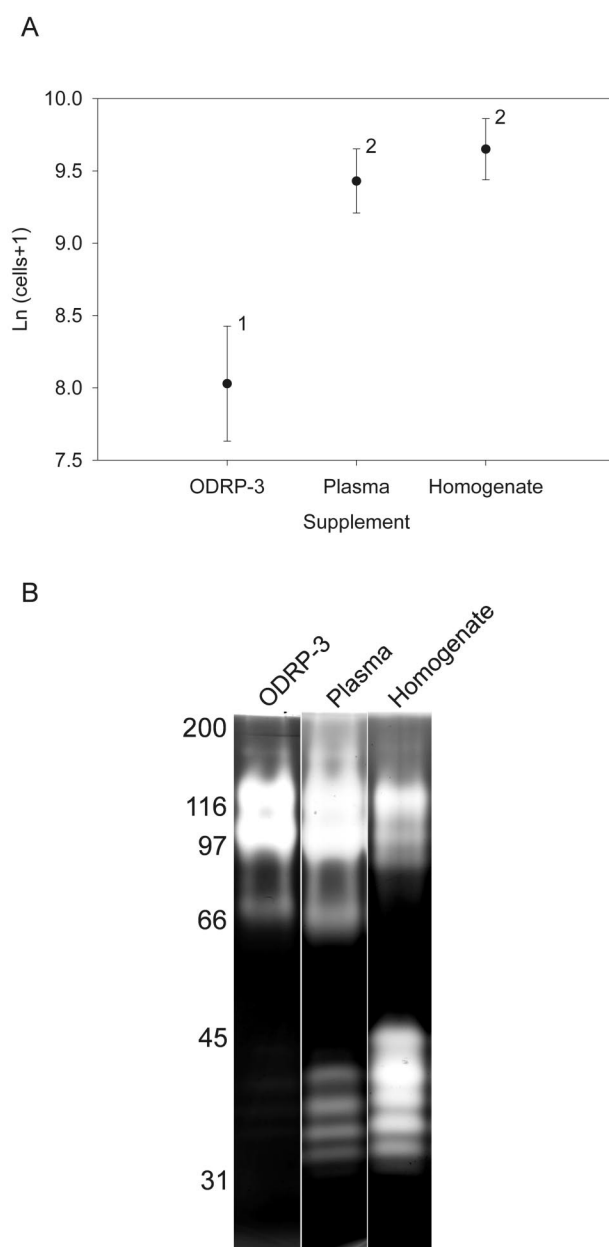 A
10.0
9.5
9.0
8.5
8.0
7.5
Ln (cells+1)
1
2
2
ODRP-3 Plasma Homogenate
Supplement
B
ODRP-3 Plasma Homogenate
200
116
97
66
45
31